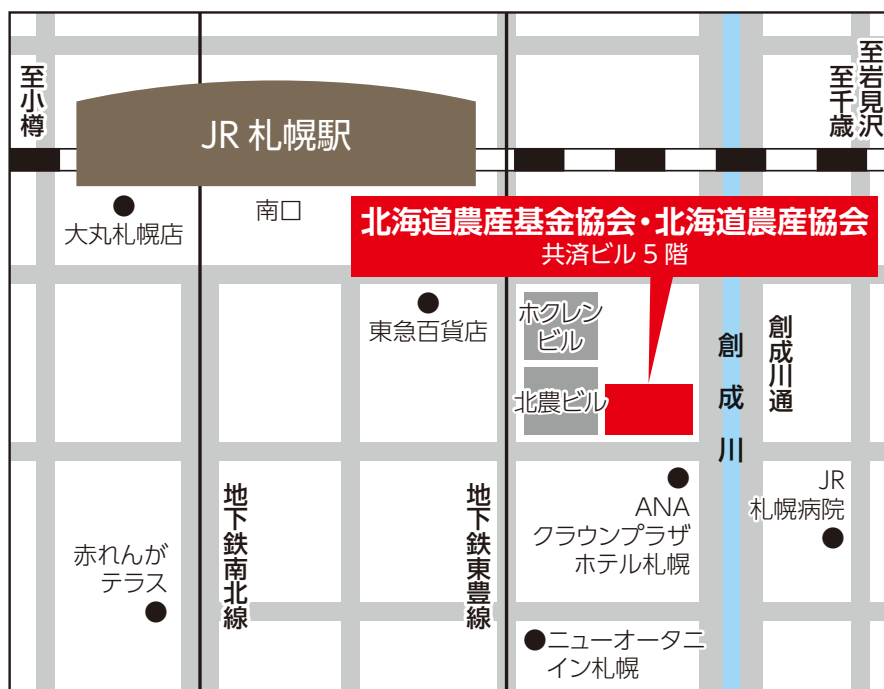 至小樽
JR 札幌駅
至岩見沢
至千歳
大丸札幌店
南口
北海道農産基金協会・北海道農産協会
共済ビル 5 階
東急百貨店
ホクレン
ビル
北農ビル
創成川
創成川通
地下鉄南北線
地下鉄東豊線
赤れんが
テラス
ANA
クラウンプラザ
ホテル札幌
JR
札幌病院
ニューオータニ
イン札幌